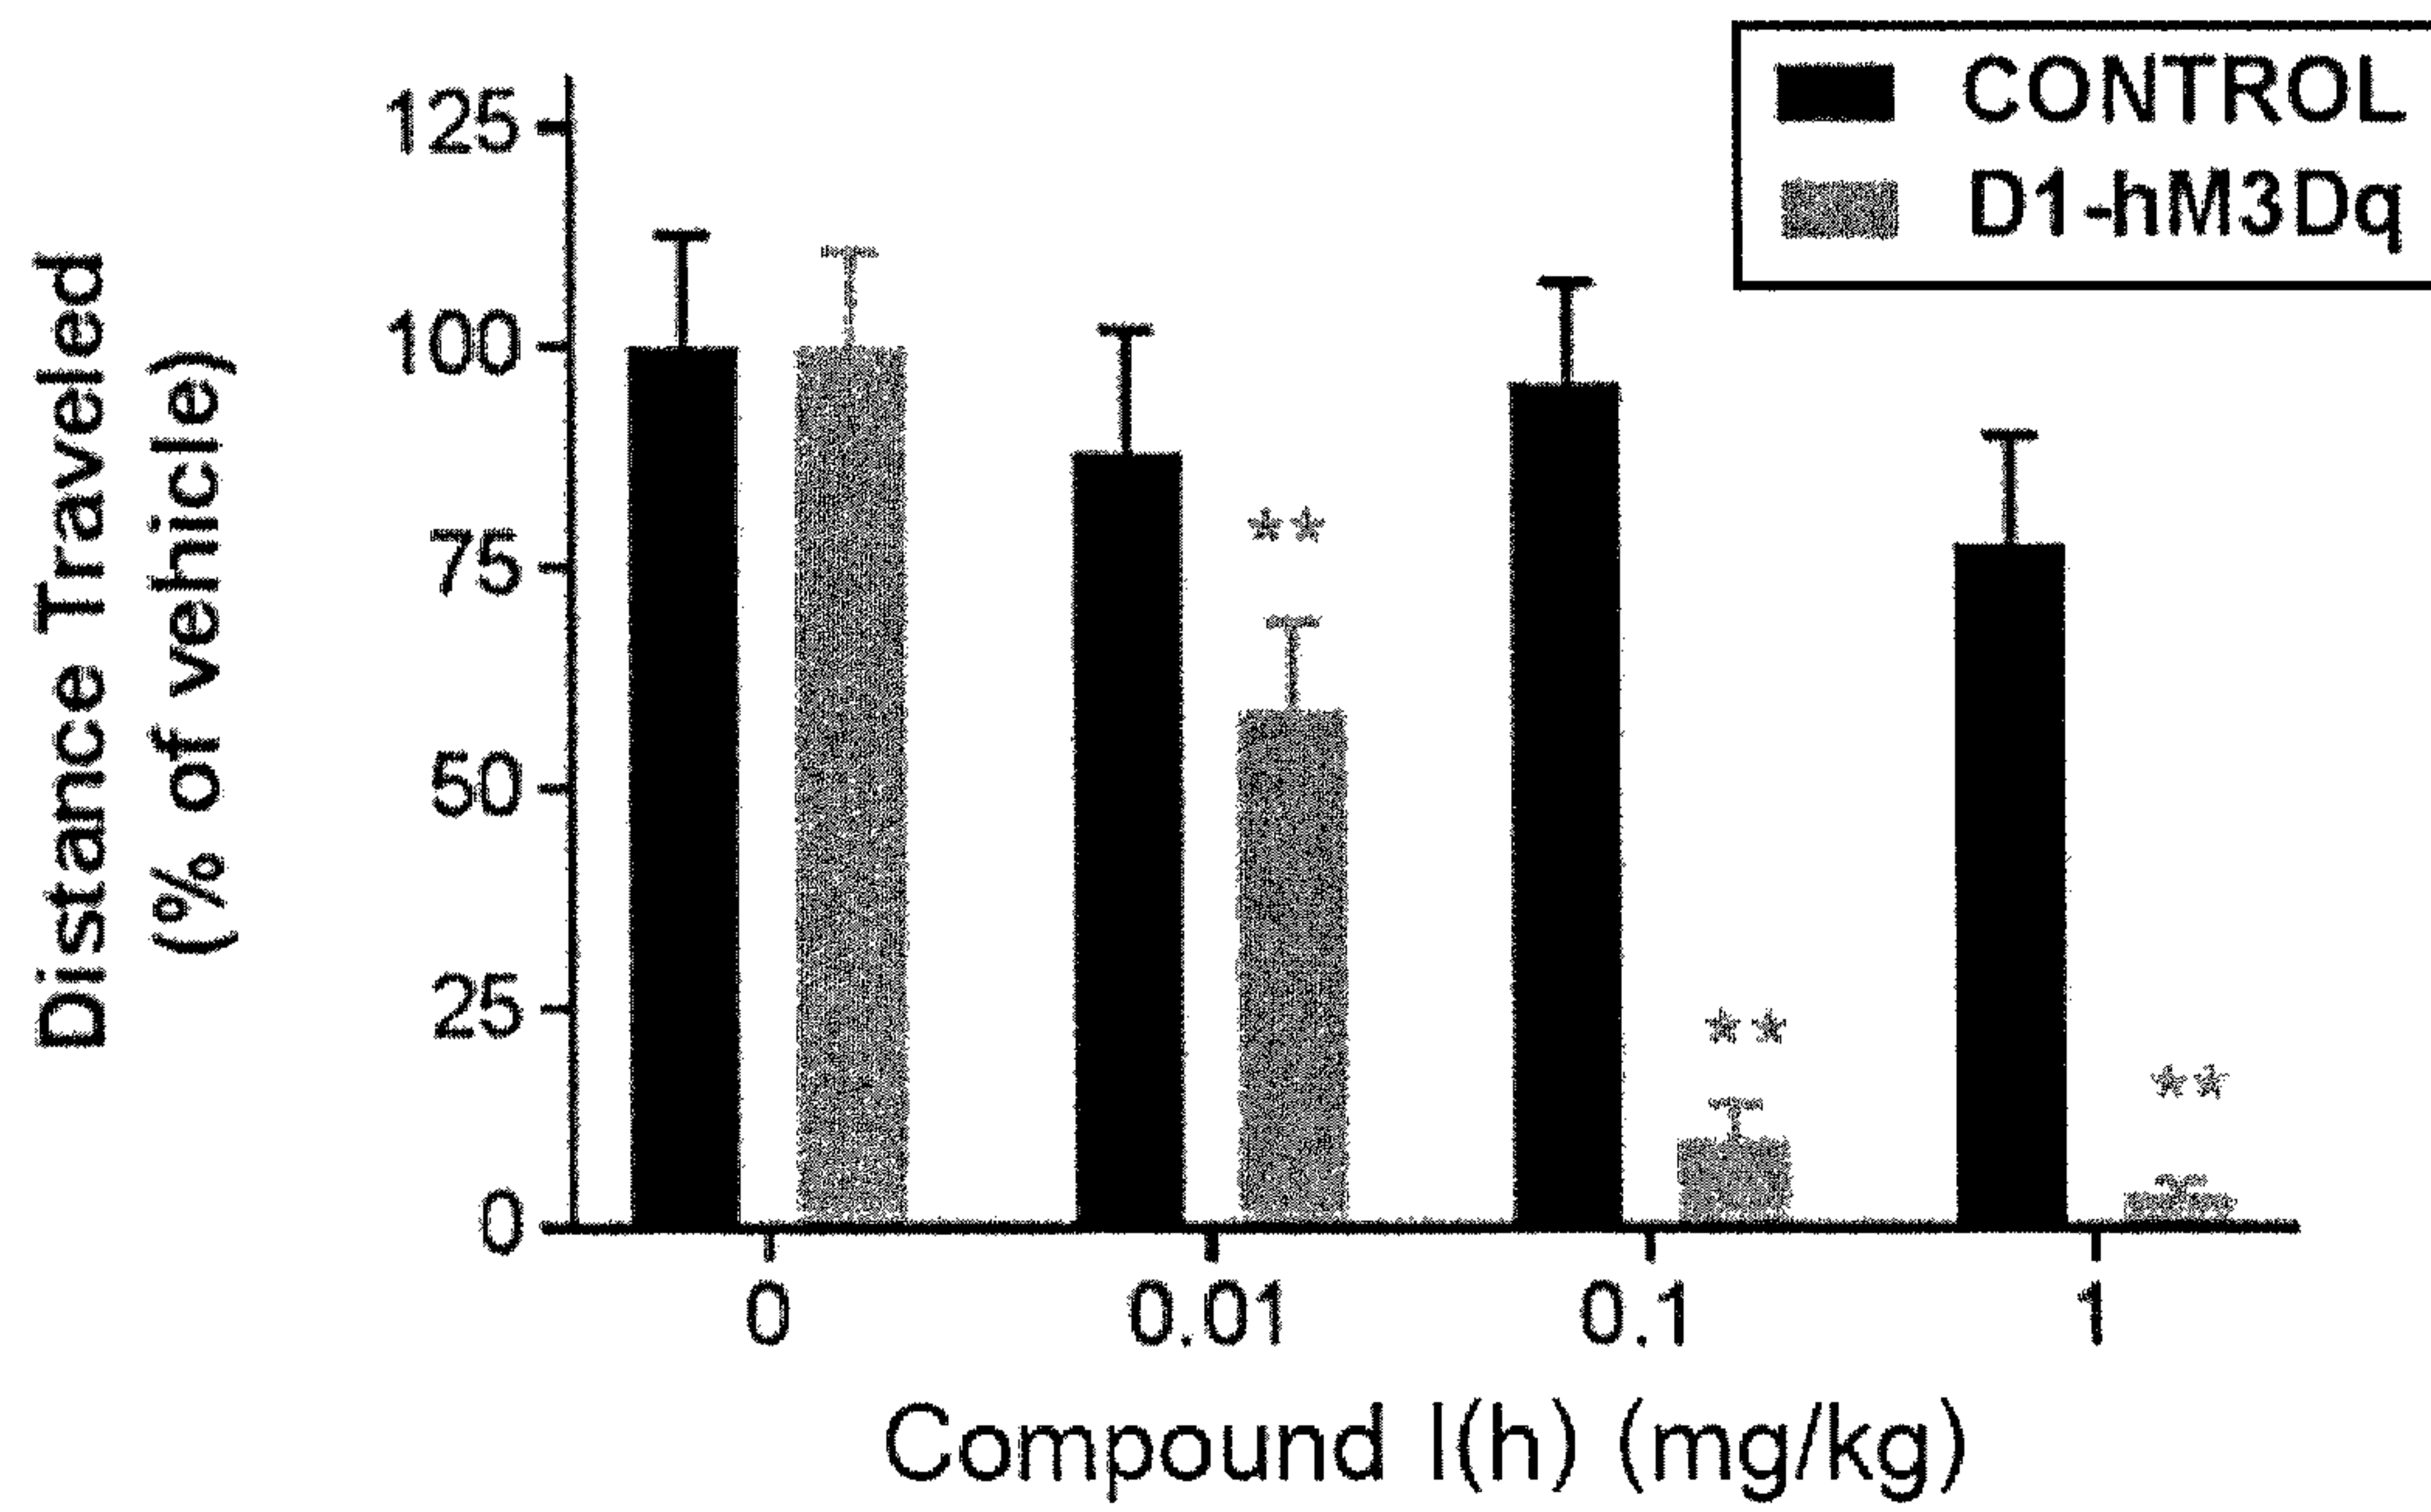 CONTROL
D1-hM3Dq
Distance Traveled
(% of vehicle)
125
100
75
50
25
0
**
**
**
0 0.01 0.1 1
Compound I(h) (mg/kg)